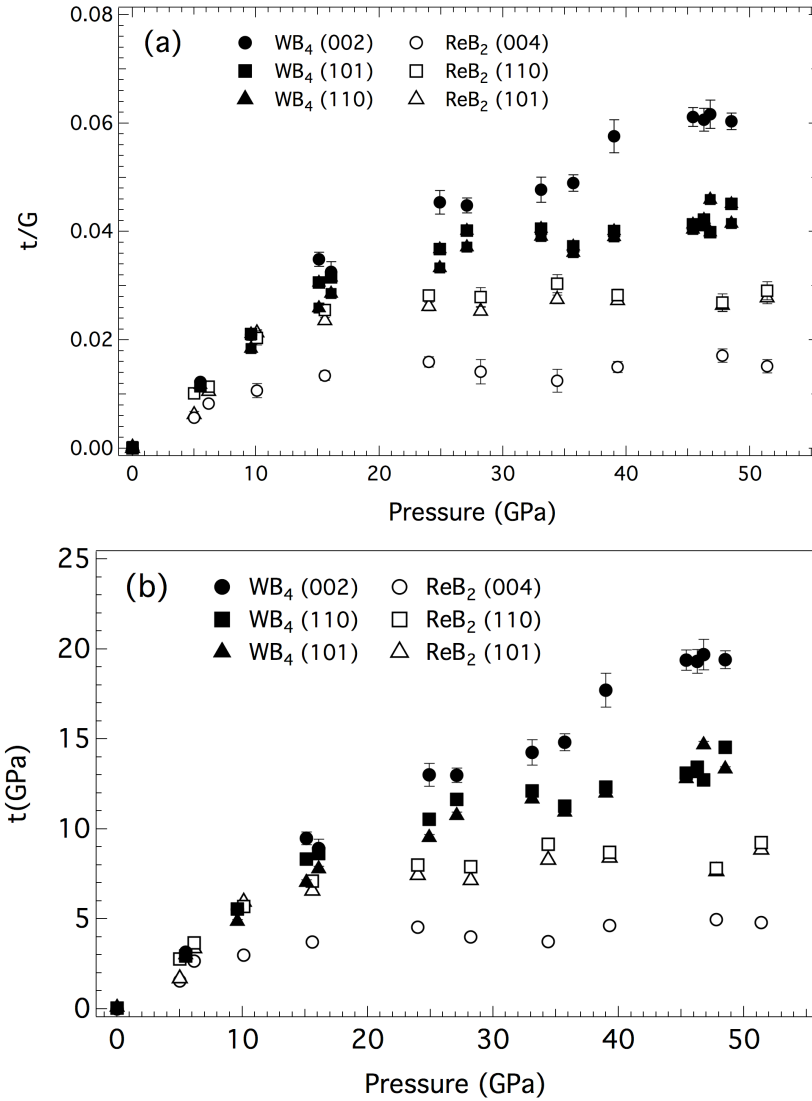 0.08
(a)
WB₄ (002) ReB₂ (004)
WB₄ (101) ReB₂ (110)
WB₄ (110) ReB₂ (101)
0.06
t/G
0.04
0.02
0.00
0 10 20 30 40 50
Pressure (GPa)
25
(b)
WB₄ (002) ReB₂ (004)
WB₄ (110) ReB₂ (110)
WB₄ (101) ReB₂ (101)
20
15
t(GPa)
10
5
0
0 10 20 30 40 50
Pressure (GPa)